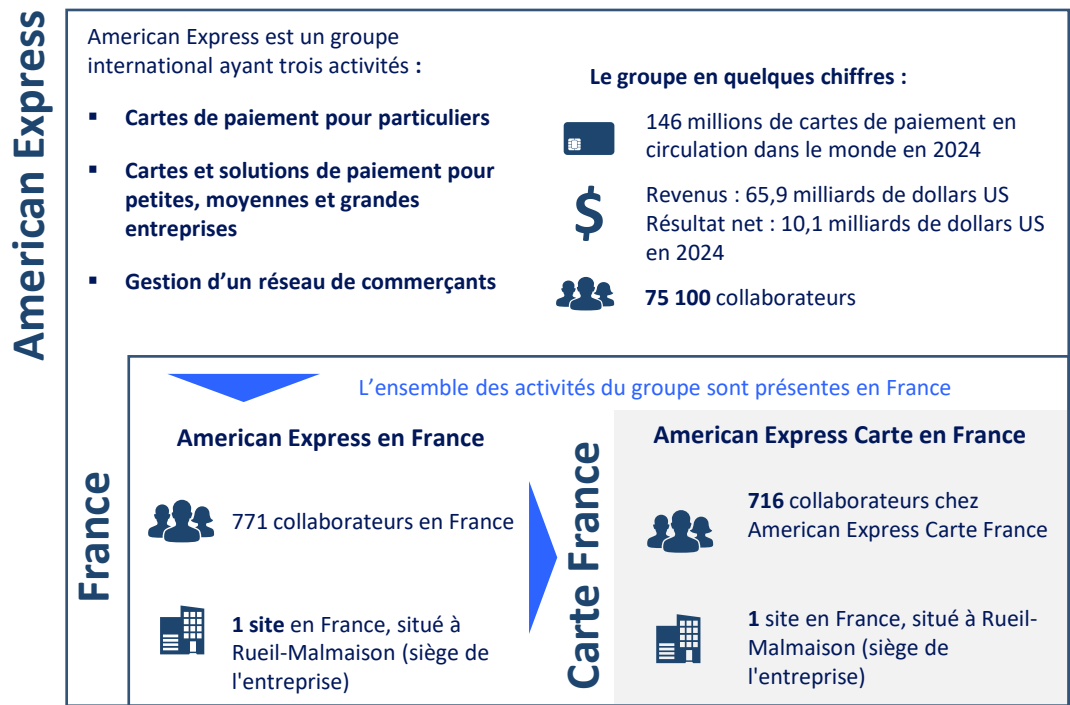 American Express
American Express est un groupe
international ayant trois activités :
▪ Cartes de paiement pour particuliers
▪ Cartes et solutions de paiement pour
petites, moyennes et grandes
entreprises
▪ Gestion d'un réseau de commerçants
Le groupe en quelques chiffres :
146 millions de cartes de paiement en
circulation dans le monde en 2024
$
Revenus : 65,9 milliards de dollars US
Résultat net : 10,1 milliards de dollars US
en 2024
75 100 collaborateurs
L'ensemble des activités du groupe sont présentes en France
France
American Express en France
771 collaborateurs en France
1 site en France, situé à
Rueil-Malmaison (siège de
l'entreprise)
Carte France
American Express Carte en France
716 collaborateurs chez
American Express Carte France
1 site en France, situé à Rueil-
Malmaison (siège de
l'entreprise)